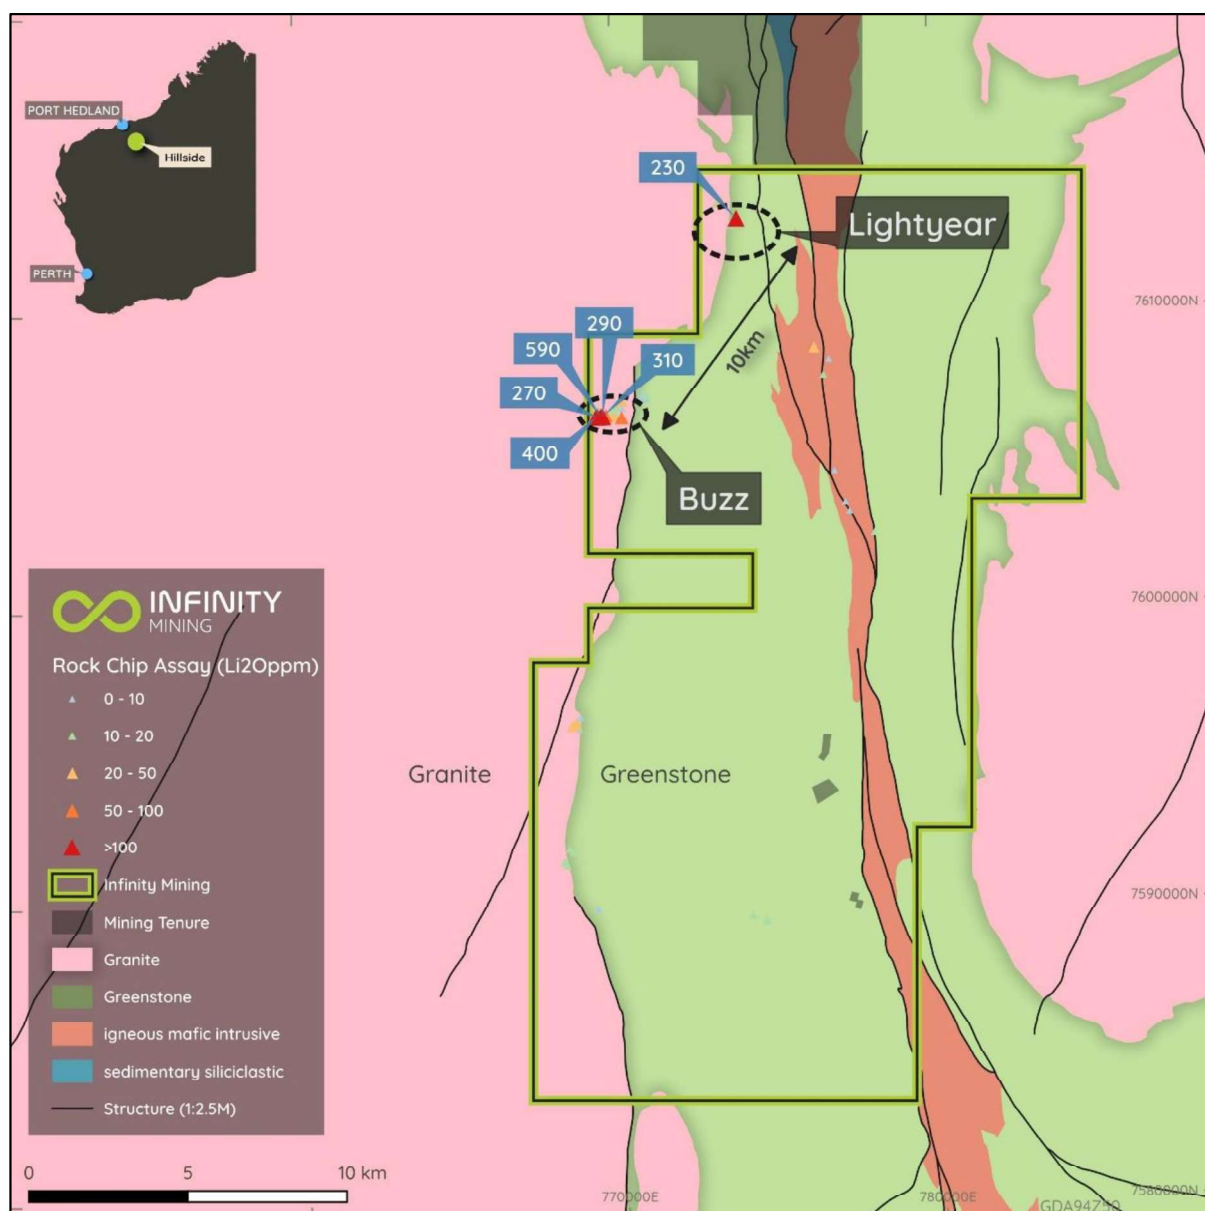 PORT HEDLAND
Hillside
PERTH
230
Lightyear
7610000N
290
590
310
10km
270
400
Buzz
7600000N
INFINITY
MINING
Rock Chip Assay (Li2Oppm)
0 - 10
10 - 20
20 - 50
50 - 100
>100
Infinity Mining
Mining Tenure
Granite
Greenstone
igneous mafic intrusive
sedimentary siliciclastic
Structure (1:2.5M)
Granite
Greenstone
7590000N
0 5 10 km
770000E
780000E
7580000N
GDA94Z50